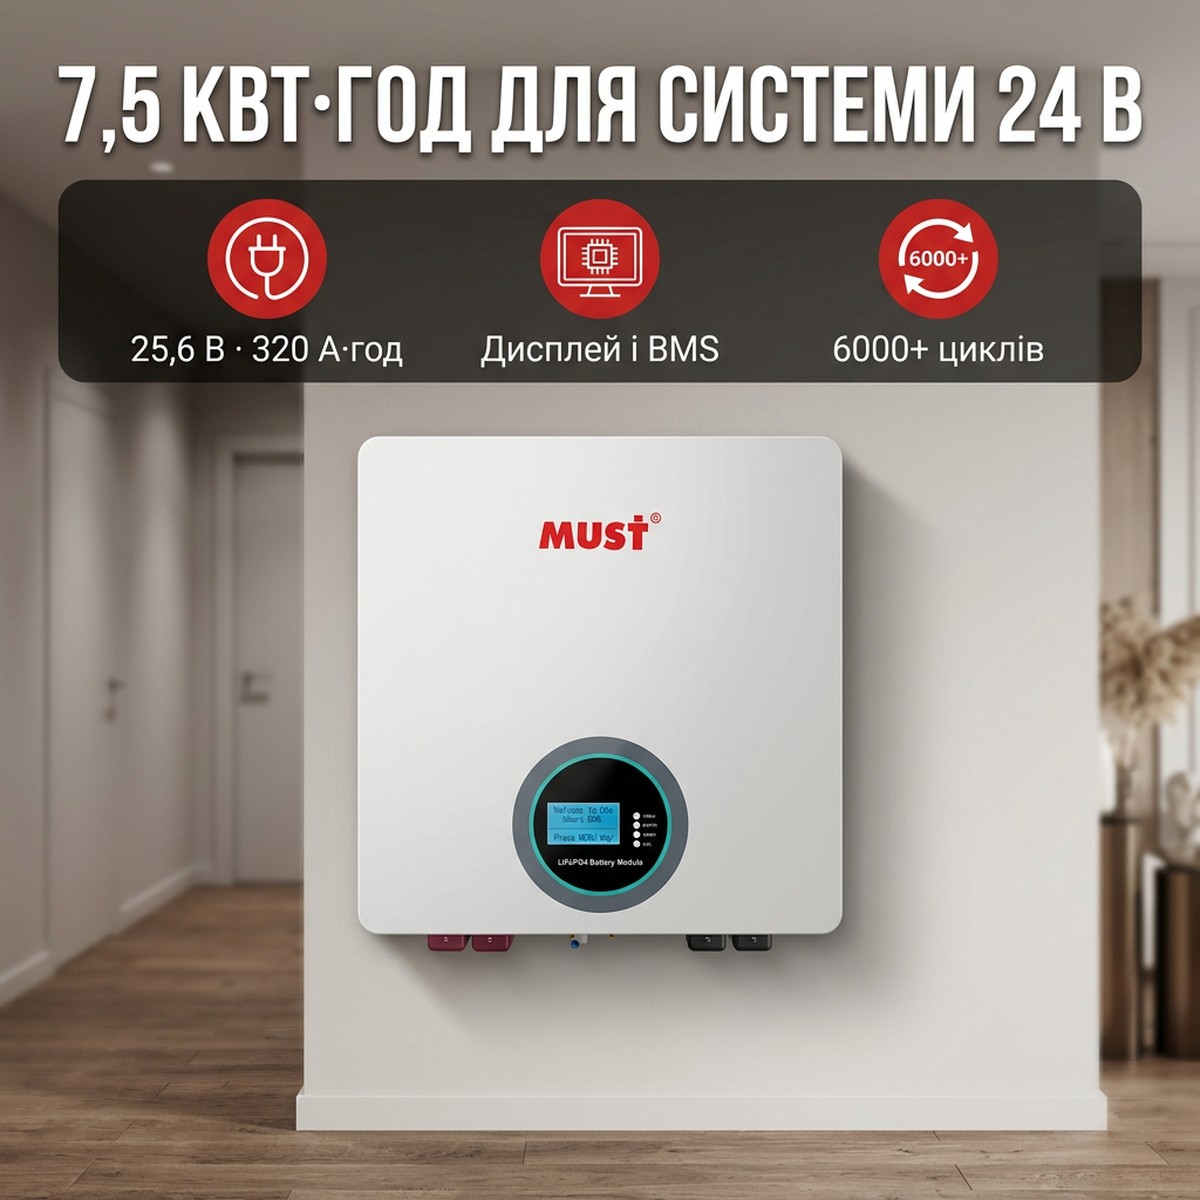 7,5 КВТ·ГОД ДЛЯ СИСТЕМИ 24 В
6000+
25,6 В · 320 А·год
Дисплей і BMS
6000+ циклів
MUST
LiFePO4 Battery Module